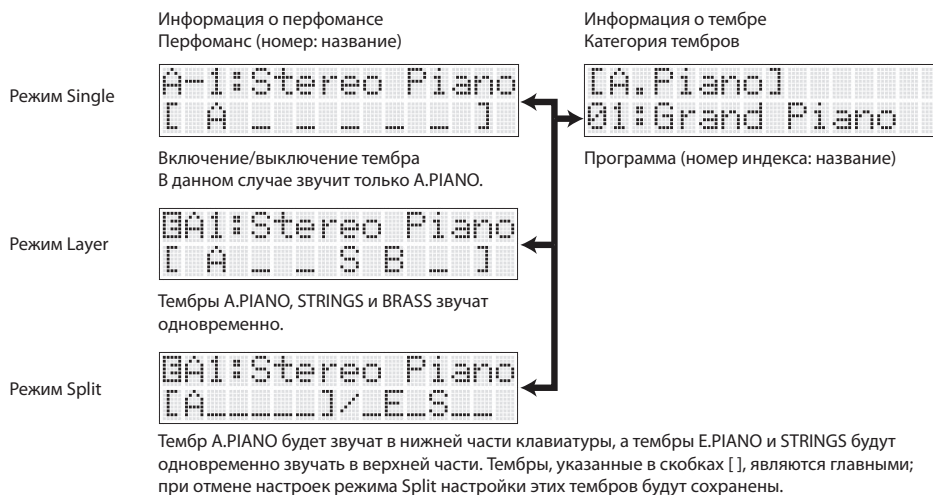 Информация о перфомансе
Перфоманс (номер: название)
Информация о тембре
Категория тембров
Режим Single
A-1:Stereo Piano
[ A _ _ _ _ _ ]
[A.Piano]
01:Grand Piano
Включение/выключение тембра
В данном случае звучит только A.PIANO.
Программа (номер индекса: название)
Режим Layer
A1:Stereo Piano
[ A _ _ S B _ ]
Тембры A.PIANO, STRINGS и BRASS звучат
одновременно.
Режим Split
A1:Stereo Piano
[A_____]/_E_S__
Тембр A.PIANO будет звучат в нижней части клавиатуры, а тембры E.PIANO и STRINGS будут
одновременно звучать в верхней части. Тембры, указанные в скобках [ ], являются главными;
при отмене настроек режима Split настройки этих тембров будут сохранены.